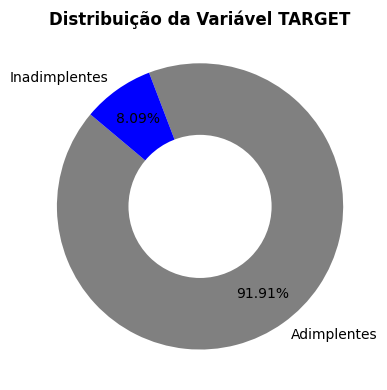 Distribuição da Variável TARGET
Inadimplentes
8.09%
91.91%
Adimplentes